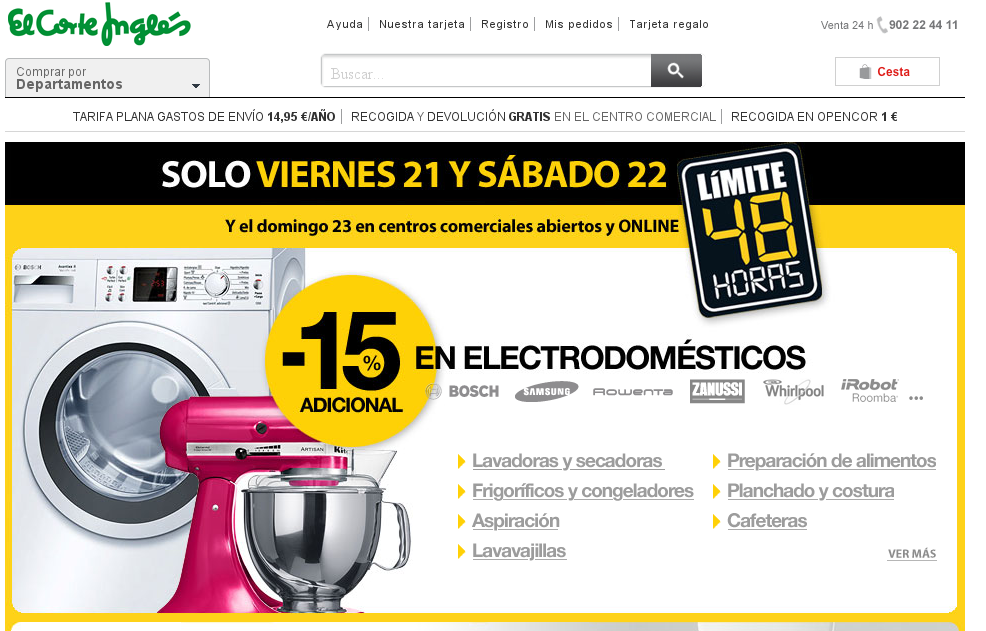 El Corte Inglés
Ayuda Nuestra tarjeta Registro Mis pedidos Tarjeta regalo
Venta 24 h 902 22 44 11
Comprar por
Departamentos
Buscar...
Cesta
TARIFA PLANA GASTOS DE ENVÍO 14,95 €/AÑO RECOGIDA Y DEVOLUCIÓN GRATIS EN EL CENTRO COMERCIAL RECOGIDA EN OPENCOR 1 €
SOLO VIERNES 21 Y SÁBADO 22
Y el domingo 23 en centros comerciales abiertos y ONLINE
LÍMITE
48
HORAS
BOSCH
-15%
ADICIONAL
EN ELECTRODOMÉSTICOS
BOSCH SAMSUNG Rowenta ZANUSSI Whirlpool iRobot
Roomba ...
ARTISAN Kit
Lavadoras y secadoras
Frigoríficos y congeladores
Aspiración
Lavavajillas
Preparación de alimentos
Planchado y costura
Cafeteras
VER MÁS